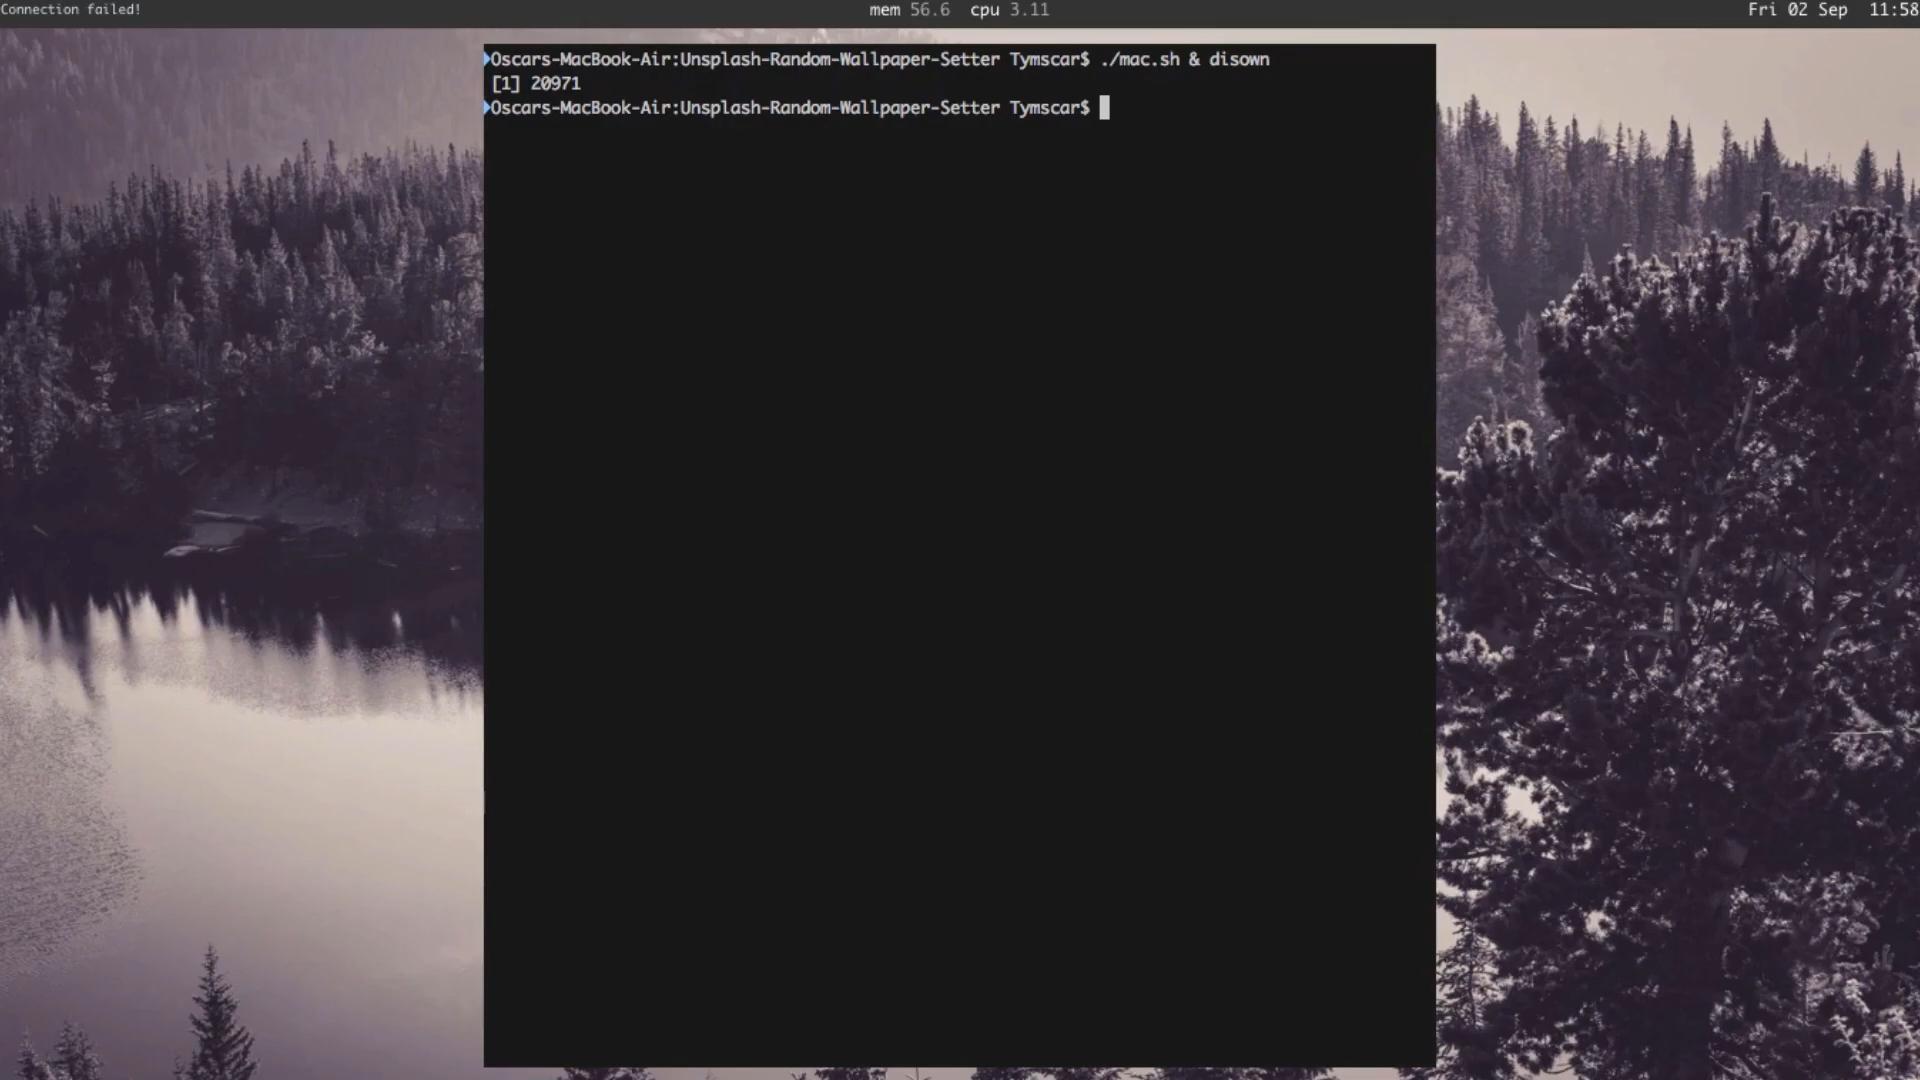 Connection failed!
mem 56.6 cpu 3.11
Fri 02 Sep 11:58
Oscars-MacBook-Air:Unsplash-Random-Wallpaper-Setter Tymscar$ ./mac.sh & disown
[1] 20971
Oscars-MacBook-Air:Unsplash-Random-Wallpaper-Setter Tymscar$